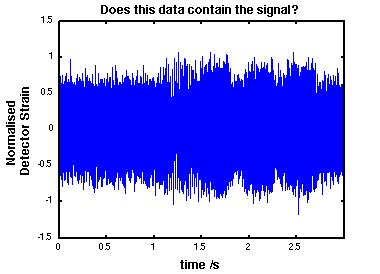 Does this data contain the signal?
1.5
1
0.5
0
-0.5
-1
-1.5
Normalised
Detector Strain
0 0.5 1 1.5 2 2.5
time /s